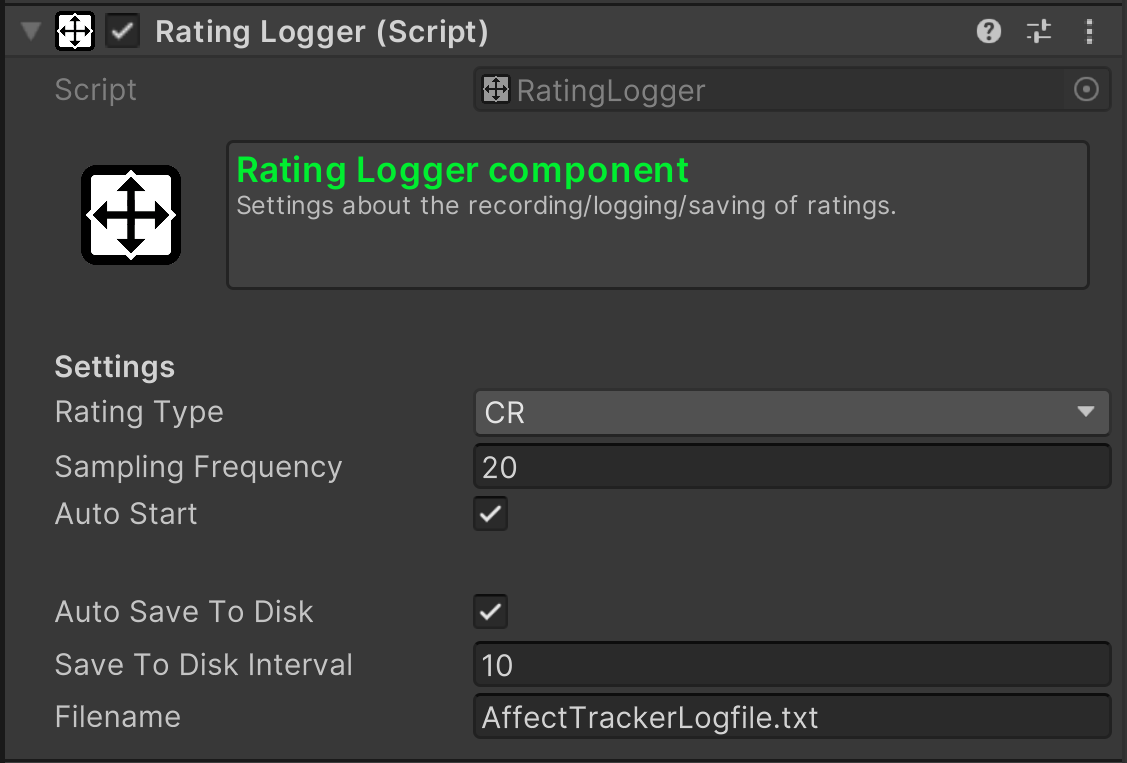 Rating Logger (Script)
Script RatingLogger
Rating Logger component
Settings about the recording/logging/saving of ratings.
Settings
Rating Type CR
Sampling Frequency 20
Auto Start
Auto Save To Disk
Save To Disk Interval 10
Filename AffectTrackerLogfile.txt